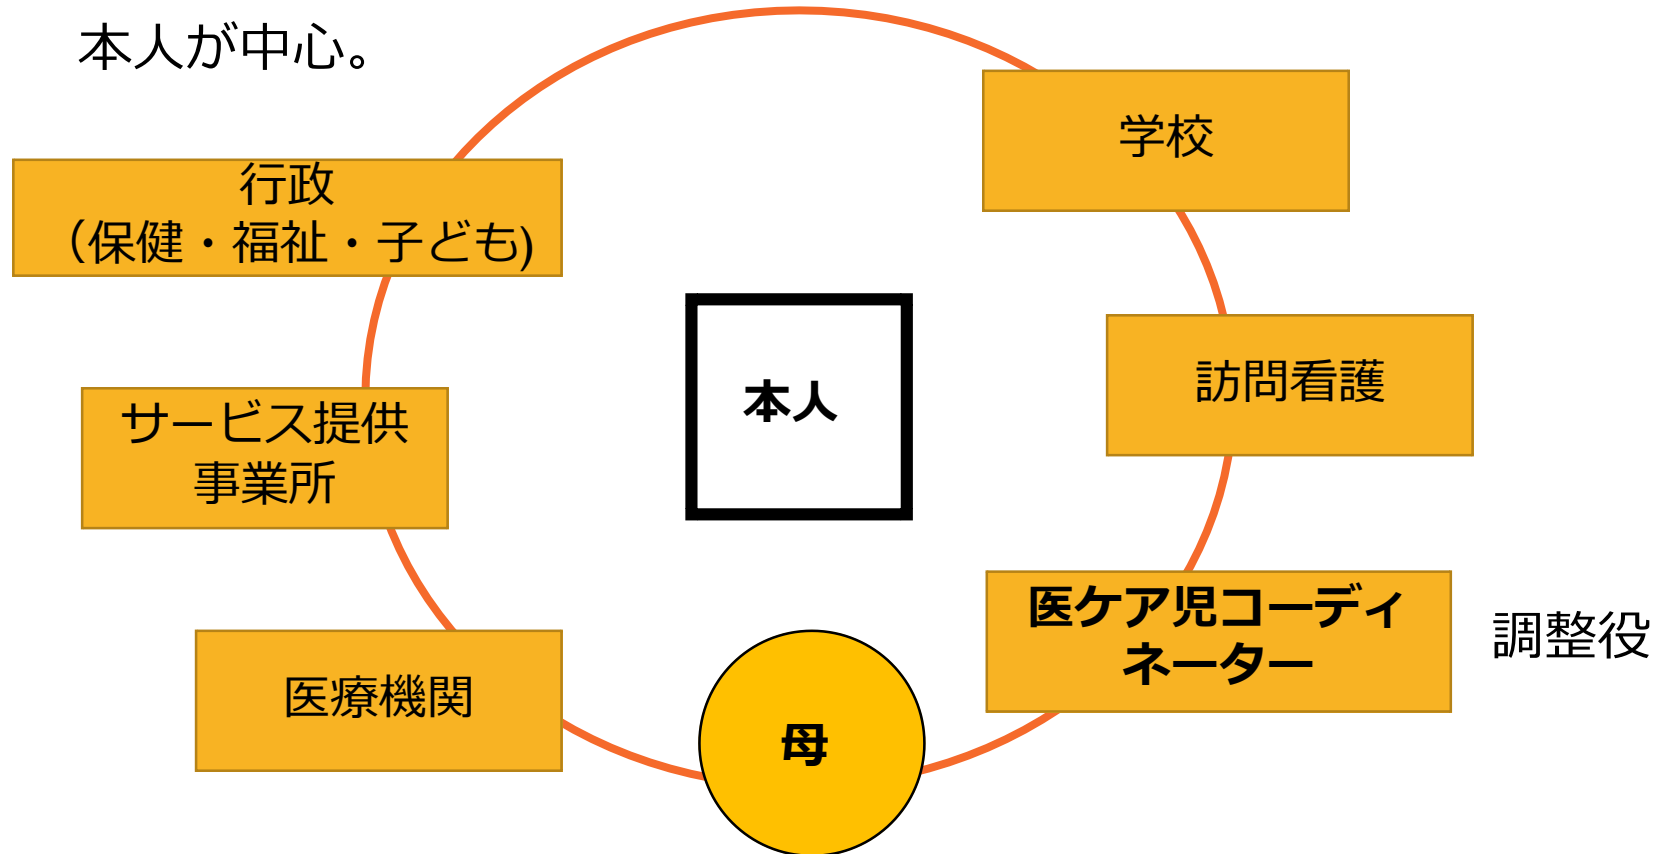 本人が中心。
学校
行政
（保健・福祉・子ども)
訪問看護
本人
サービス提供
事業所
医ケア児コーディ
ネーター
調整役
医療機関
母